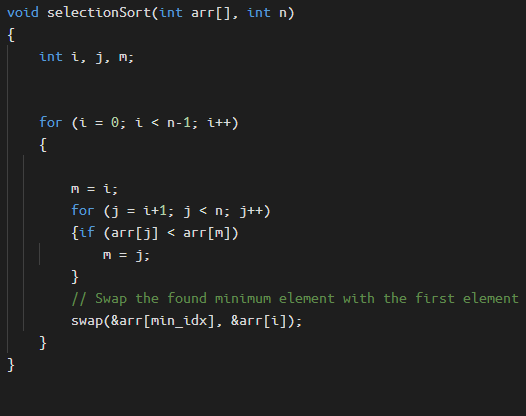 void selectionSort(int arr[], int n)
{
int i, j, m;
for (i = 0; i < n-1; i++)
{
m = i;
for (j = i+1; j < n; j++)
{if (arr[j] < arr[m])
m = j;
}
// Swap the found minimum element with the first element
swap(&arr[min_idx], &arr[i]);
}
}